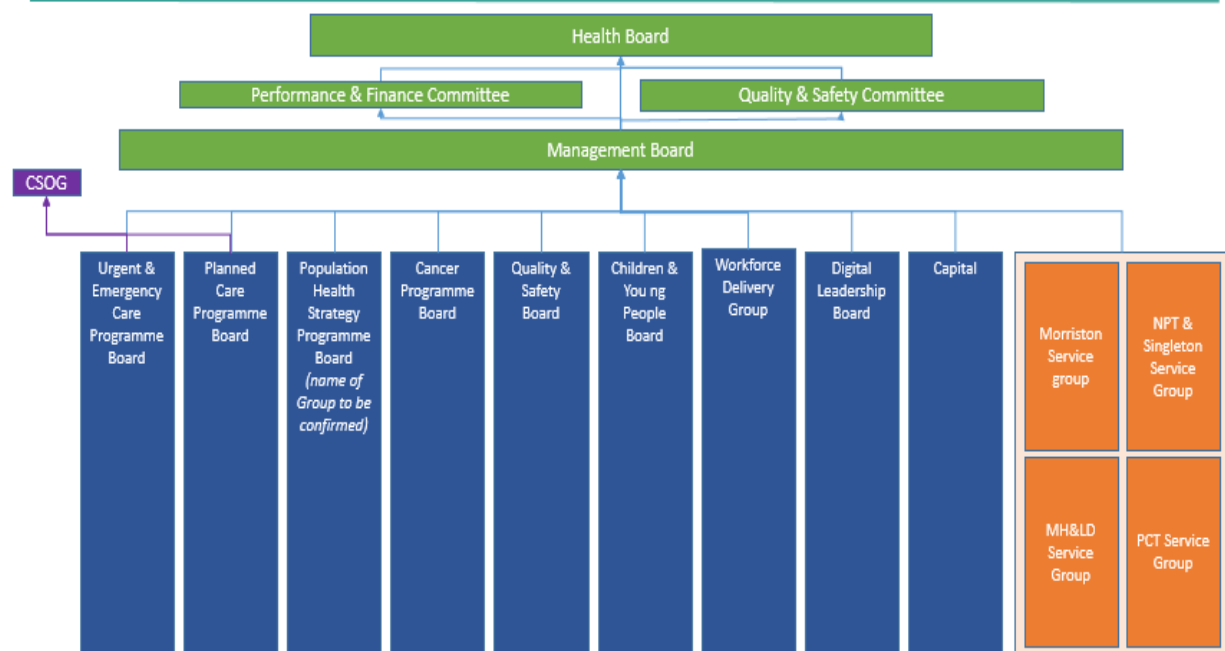 Health Board
Performance & Finance Committee
Quality & Safety Committee
Management Board
CSOG
Urgent &
Emergency
Care
Programme
Board
Planned
Care
Programme
Board
Population
Health
Strategy
Programme
Board
(name of
Group to be
confirmed)
Cancer
Programme
Board
Quality &
Safety
Board
Children &
You ng
People
Board
Workforce
Delivery
Group
Digital
Leadership
Board
Capital
Morriston
Service
group
NPT &
Singleton
Service
Group
MH&LD
Service
Group
PCT Service
Group